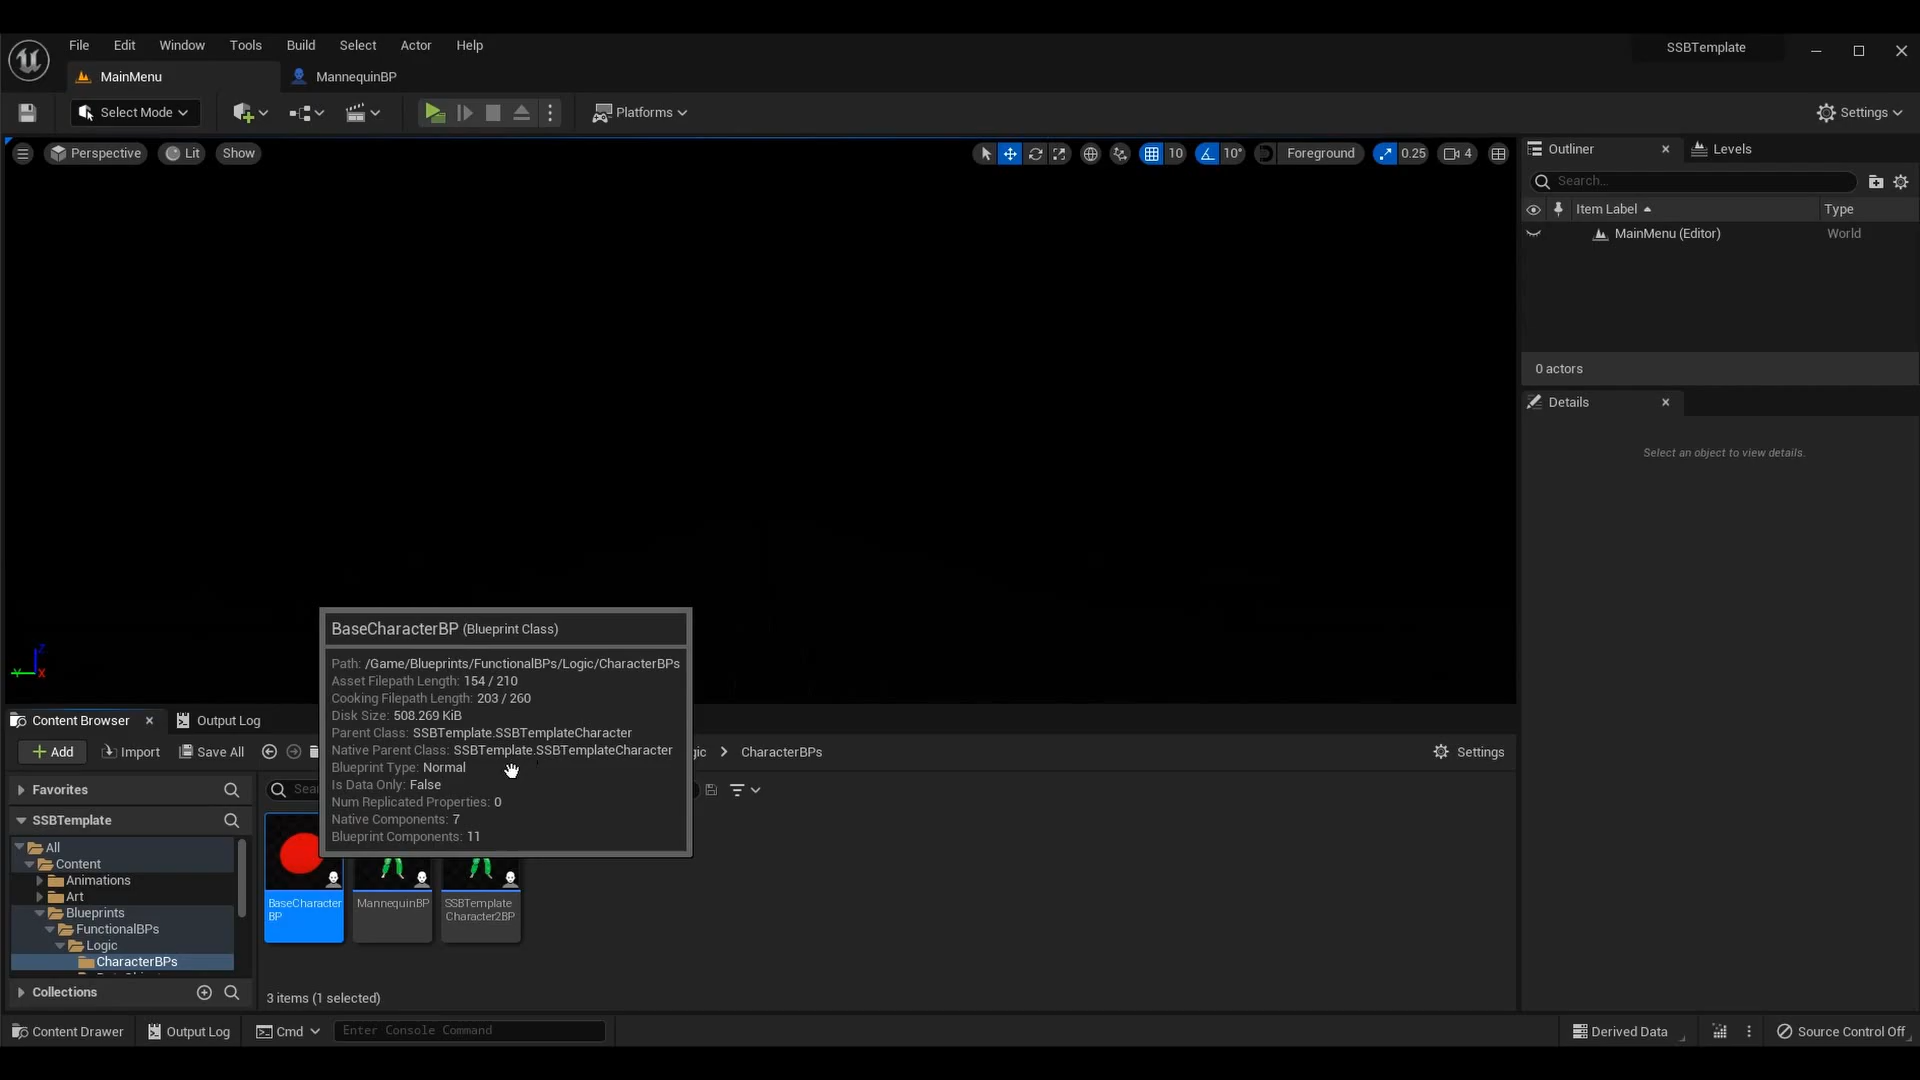 File Edit Window Tools Build Select Actor Help
SSBTemplate
MainMenu
MannequinBP
Select Mode
Platforms
Settings
Perspective
Lit
Show
10
10°
Foreground
0.25
4
Outliner
Levels
Search...
Item Label
Type
MainMenu (Editor)
World
0 actors
Details
Select an object to view details.
Z
Y
X
BaseCharacterBP (Blueprint Class)
Path: /Game/Blueprints/FunctionalBPs/Logic/CharacterBPs
Asset Filepath Length: 154 / 210
Cooking Filepath Length: 203 / 260
Disk Size: 508.269 KiB
Parent Class: SSBTemplate.SSBTemplateCharacter
Native Parent Class: SSBTemplate.SSBTemplateCharacter
Blueprint Type: Normal
Is Data Only: False
Num Replicated Properties: 0
Native Components: 7
Blueprint Components: 11
Content Browser
Output Log
Add
Import
Save All
gic
CharacterBPs
Settings
Favorites
Sea
SSBTemplate
All
Content
Animations
Art
Blueprints
FunctionalBPs
Logic
CharacterBPs
BaseCharacter
BP
MannequinBP
SSBTemplate
Character2BP
Collections
3 items (1 selected)
Content Drawer
Output Log
Cmd
Enter Console Command
Derived Data
Source Control Off